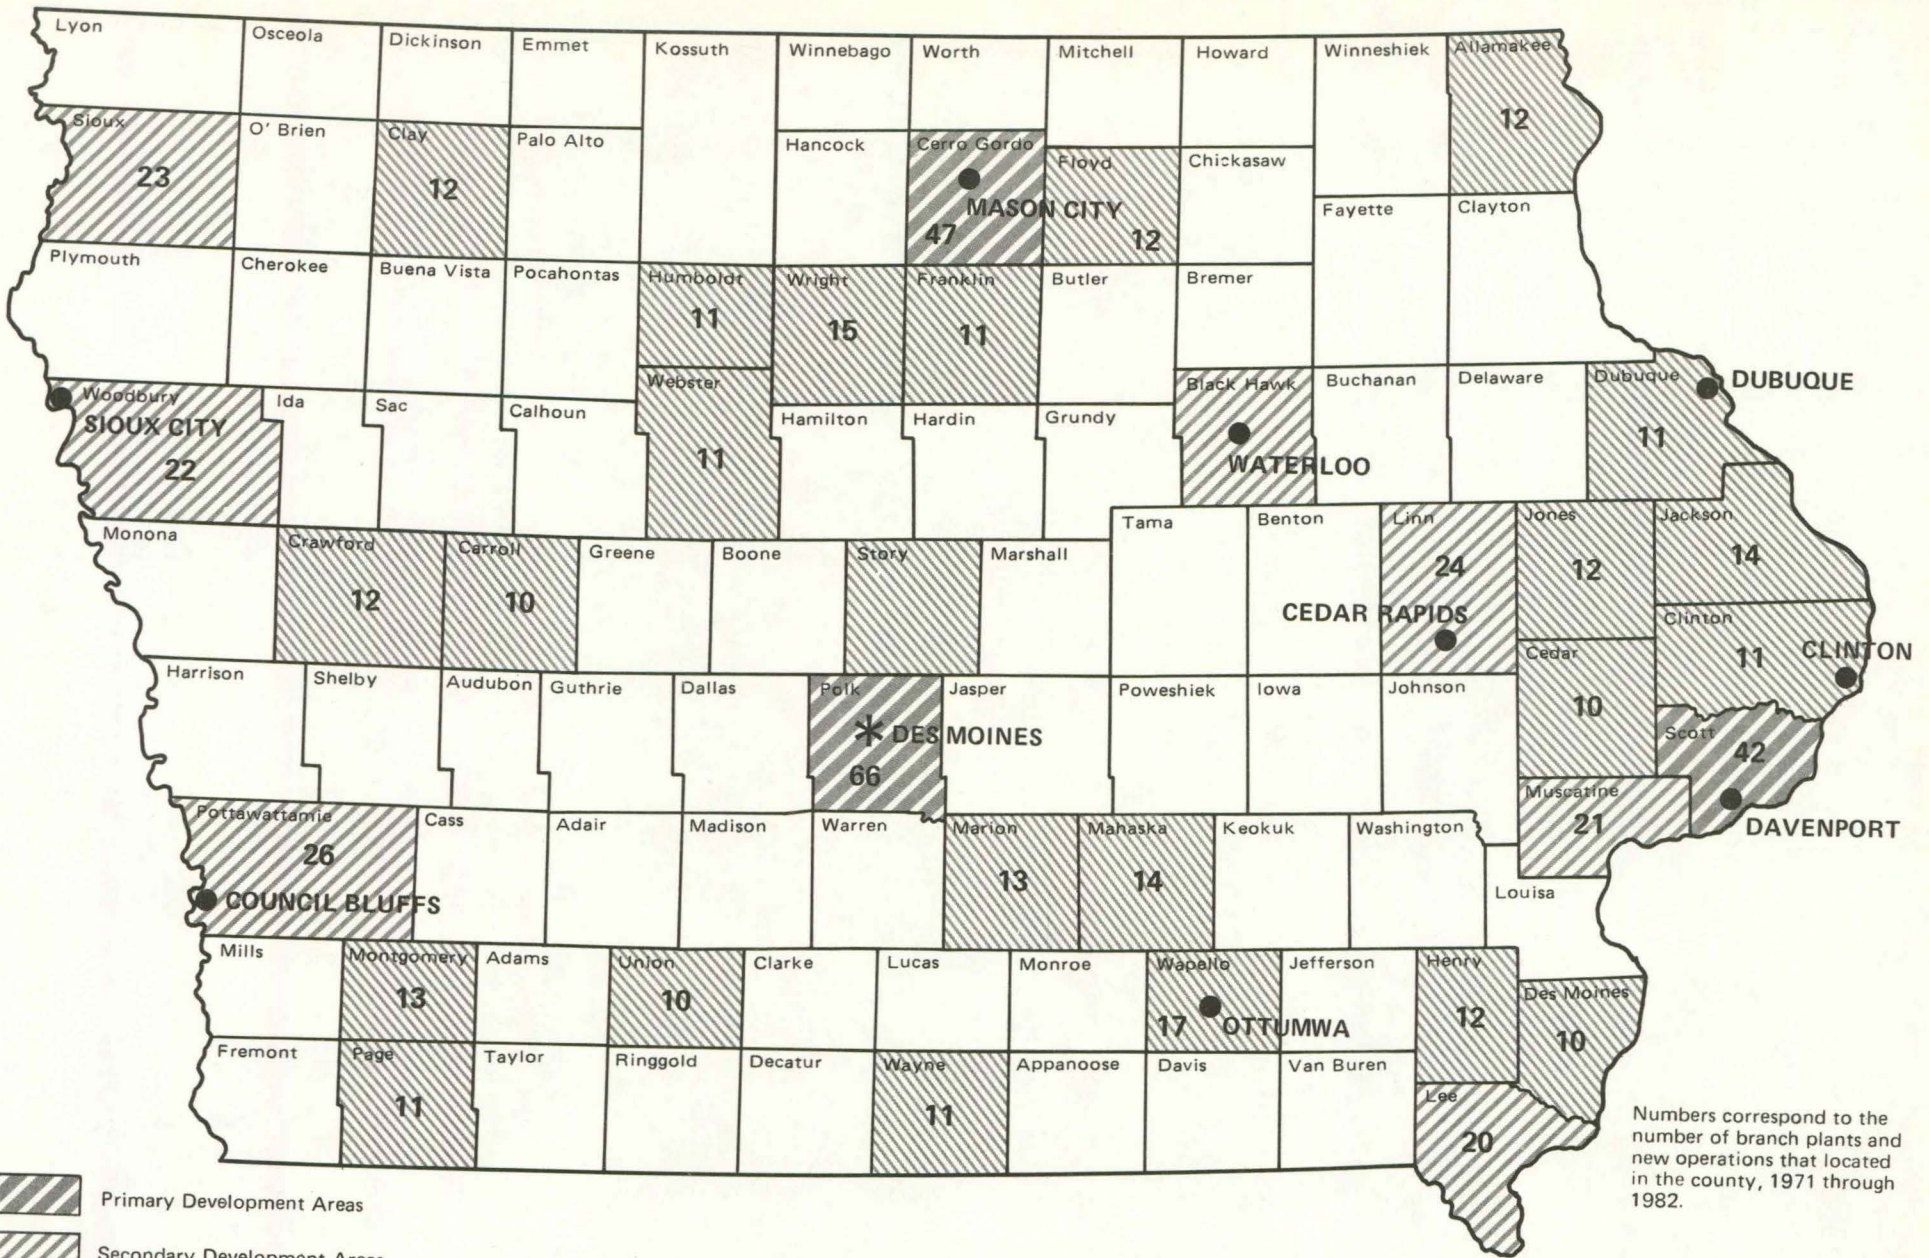 Lyon
Osceola
Dickinson
Emmet
Kossuth
Winnebago
Worth
Mitchell
Howard
Winneshiek
Allamakee
12
Sioux
23
O' Brien
Clay
12
Palo Alto
Hancock
Cerro Gordo
MASON CITY
47
Floyd
12
Chickasaw
Fayette
Clayton
Plymouth
Cherokee
Buena Vista
Pocahontas
Humboldt
11
Wright
15
Franklin
11
Butler
Bremer
Woodbury
SIOUX CITY
22
Ida
Sac
Calhoun
Webster
11
Hamilton
Hardin
Grundy
Black Hawk
WATERLOO
Buchanan
Delaware
Dubuque
DUBUQUE
11
Monona
Crawford
12
Carroll
10
Greene
Boone
Story
Marshall
Tama
Benton
Linn
24
CEDAR RAPIDS
Jones
12
Jackson
14
Clinton
11
CLINTON
Harrison
Shelby
Audubon
Guthrie
Dallas
Polk
* DES MOINES
66
Jasper
Poweshiek
Iowa
Johnson
Cedar
10
Scott
42
DAVENPORT
Muscatine
21
Pottawattamie
26
COUNCIL BLUFFS
Cass
Adair
Madison
Warren
Marion
13
Mahaska
14
Keokuk
Washington
Louisa
Mills
Montgomery
13
Adams
Union
10
Clarke
Lucas
Monroe
Wapello
17
OTTUMWA
Jefferson
Henry
12
Des Moines
10
Fremont
Page
11
Taylor
Ringgold
Decatur
Wayne
11
Appanoose
Davis
Van Buren
Lee
20
Numbers correspond to the
number of branch plants and
new operations that located
in the county, 1971 through
1982.
Primary Development Areas
Secondary Development Areas